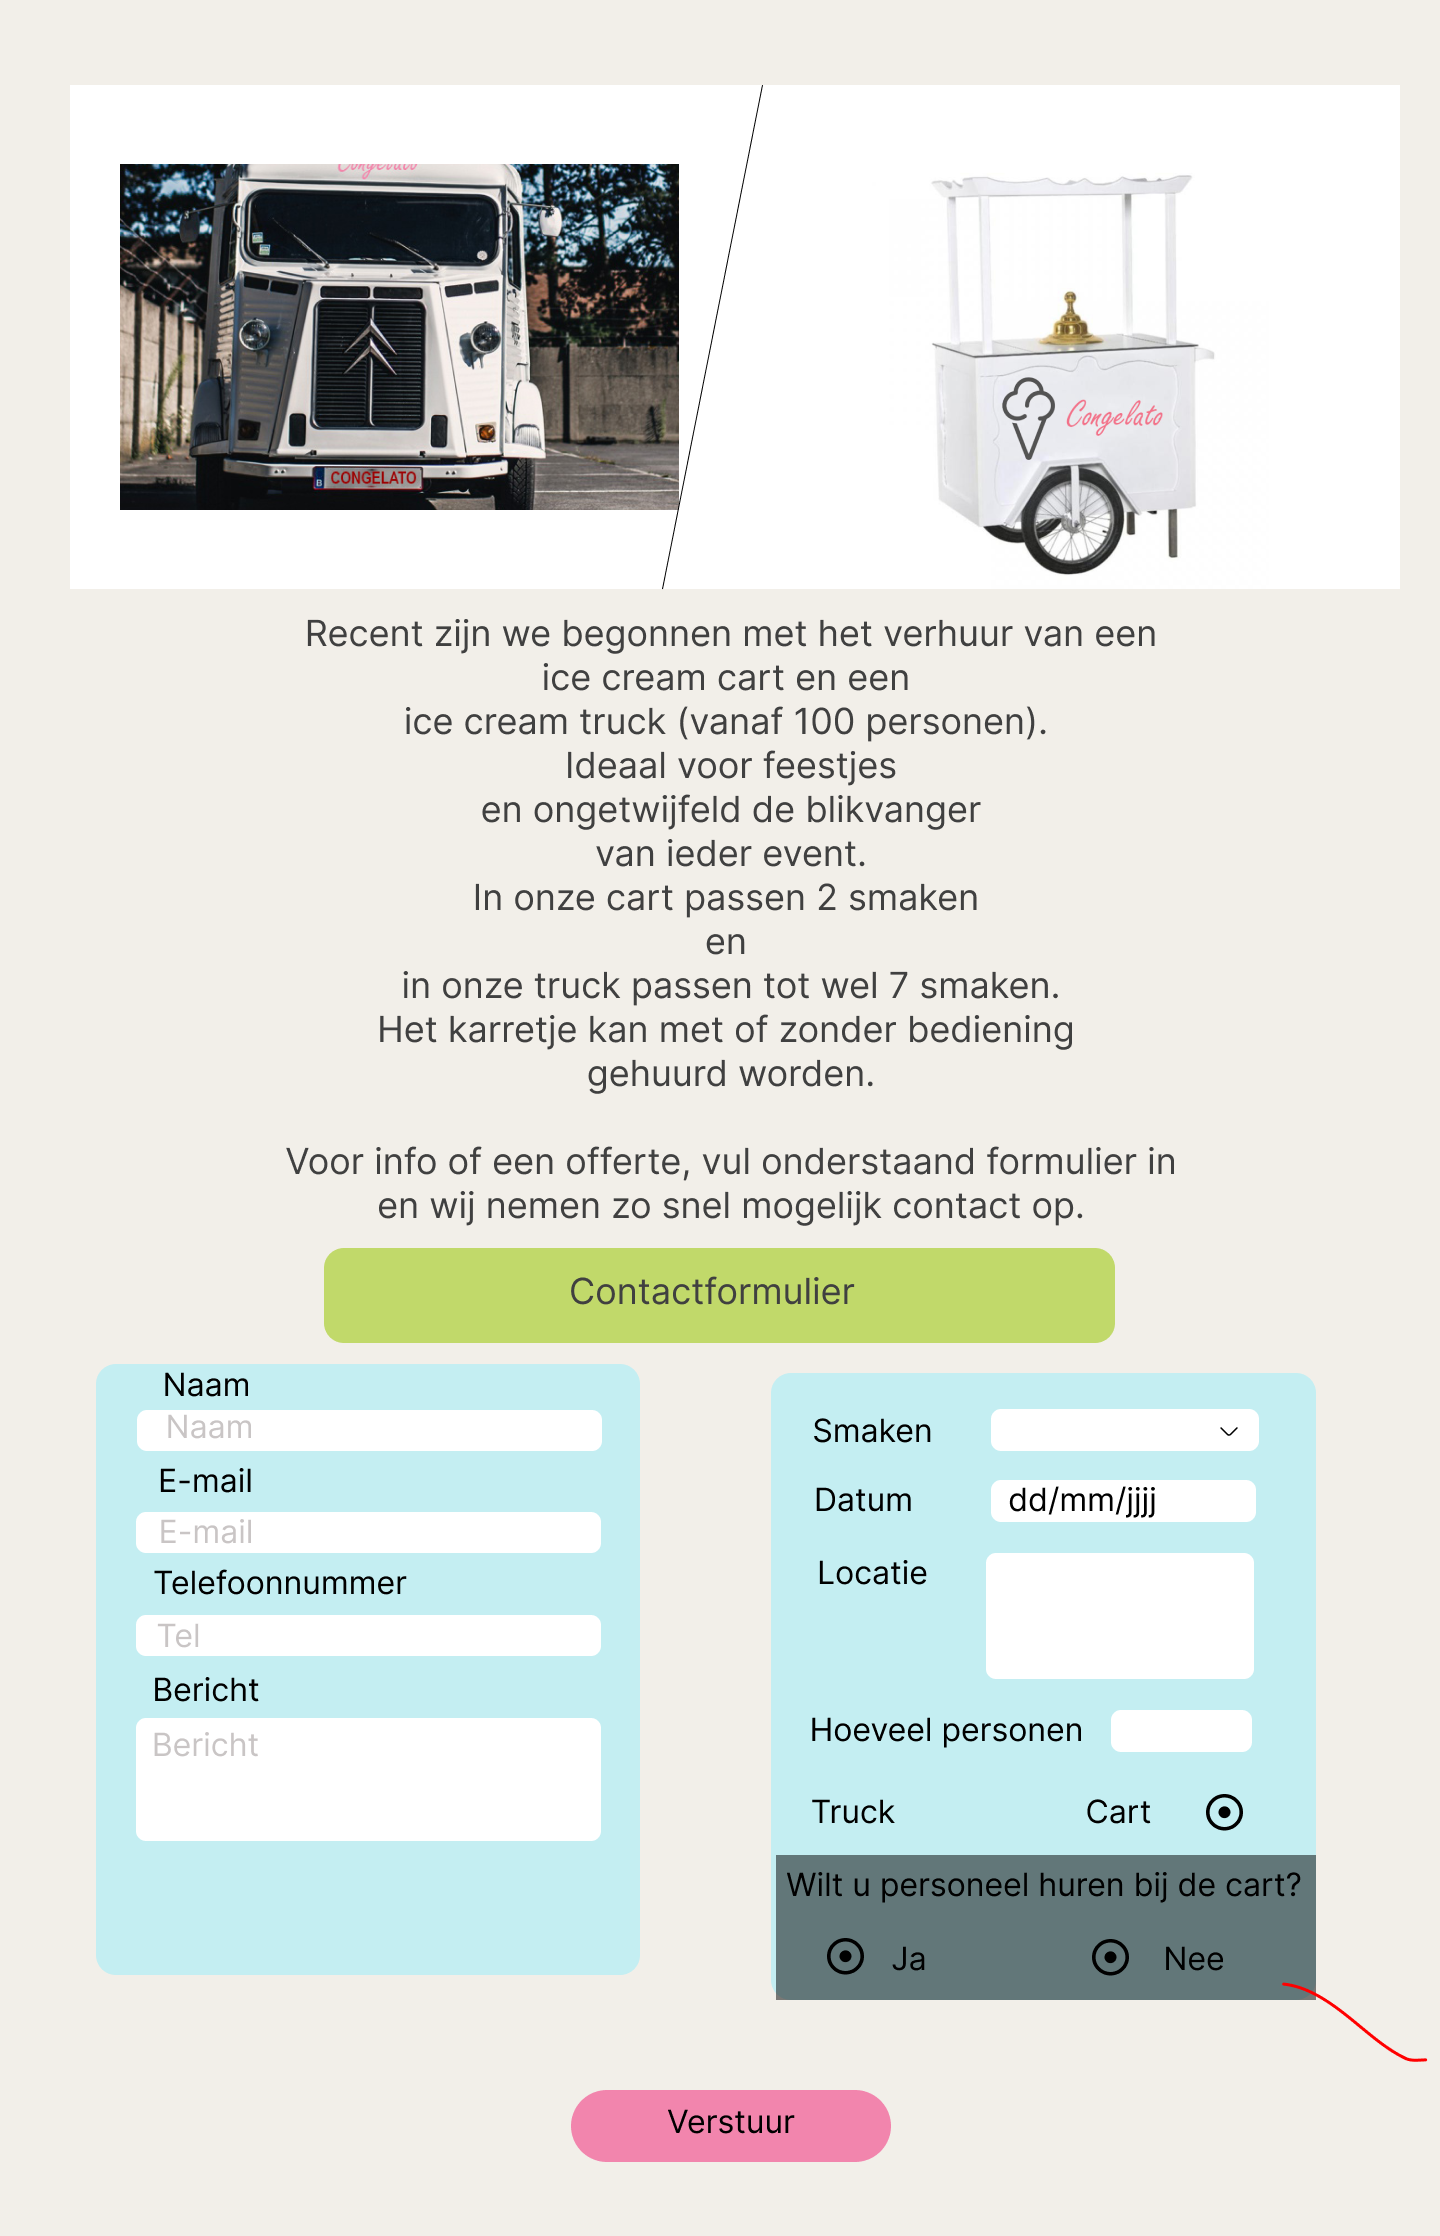 Congelato
CONGELATO
B
Congelato
Recent zijn we begonnen met het verhuur van een
ice cream cart en een
ice cream truck (vanaf 100 personen).
Ideaal voor feestjes
en ongetwijfeld de blikvanger
van ieder event.
In onze cart passen 2 smaken
en
in onze truck passen tot wel 7 smaken.
Het karretje kan met of zonder bediening
gehuurd worden.
Voor info of een offerte, vul onderstaand formulier in
en wij nemen zo snel mogelijk contact op.
Contactformulier
Naam
Naam
E-mail
E-mail
Telefoonnummer
Tel
Bericht
Bericht
Smaken
Datum dd/mm/jjjj
Locatie
Hoeveel personen
Truck Cart
Wilt u personeel huren bij de cart?
Ja Nee
Verstuur